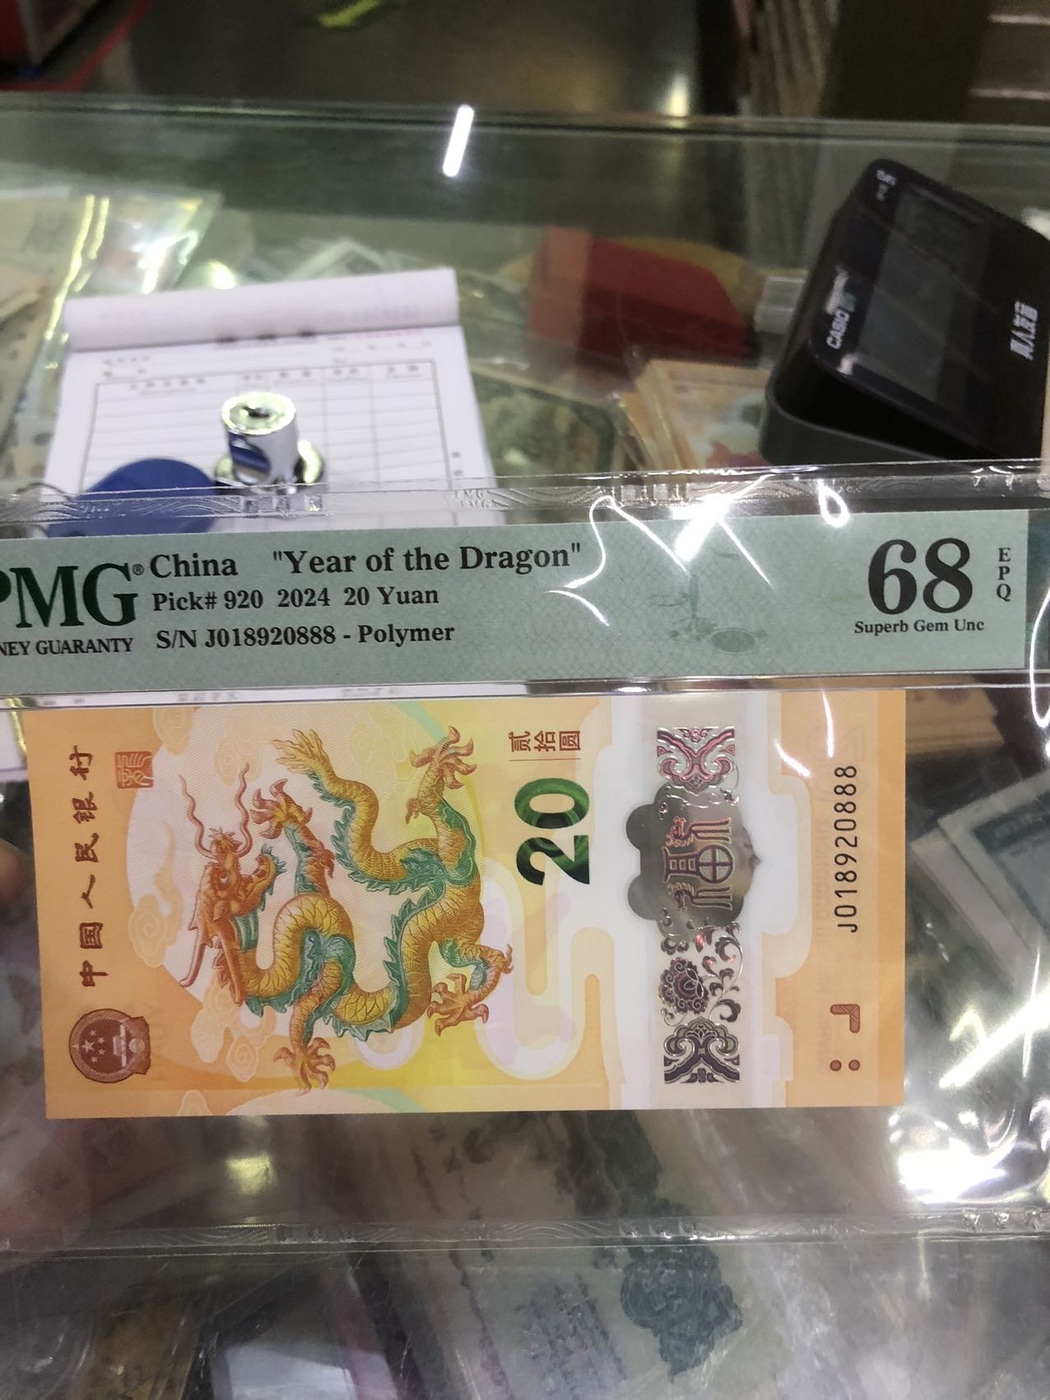 CASIO
PMG® China "Year of the Dragon"
Pick# 920 2024 20 Yuan
NEY GUARANTY
S/N J018920888 - Polymer
68
EPQ
Superb Gem Unc
中国人民银行
贰拾圆
20
福
J018920888